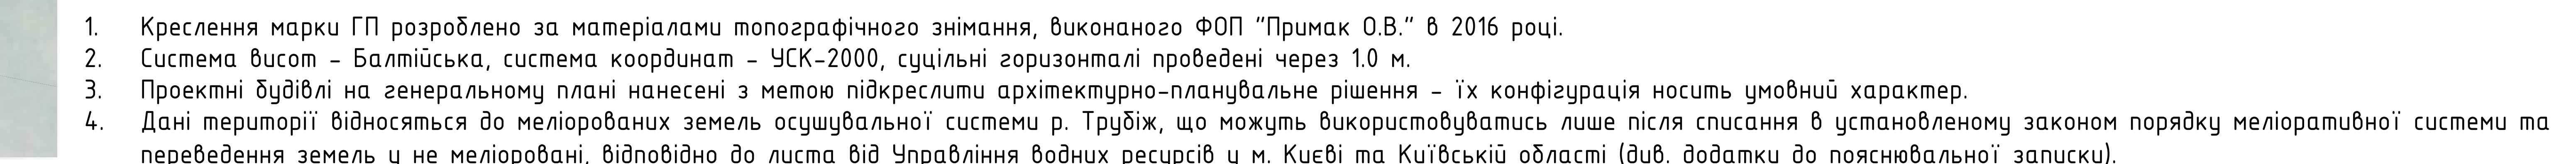 1. Креслення марки ГП розроблено за матеріалами топографічного знімання, виконаного ФОП "Примак О.В." в 2016 році.
2. Система висот - Балтійська, система координат - УСК-2000, суцільні горизонталі проведені через 1.0 м.
3. Проектні будівлі на генеральному плані нанесені з метою підкреслити архітектурно-планувальне рішення - їх конфігурація носить умовний характер.
4. Дані території відносяться до меліорованих земель осушувальної системи р. Трубіж, що можуть використовуватись лише після списання в установленому законом порядку меліоративної системи та
переведення земель у не меліоровані, відповідно до листа від Управління водних ресурсів у м. Києві та Київській області (див. додатки до пояснювальної записки).